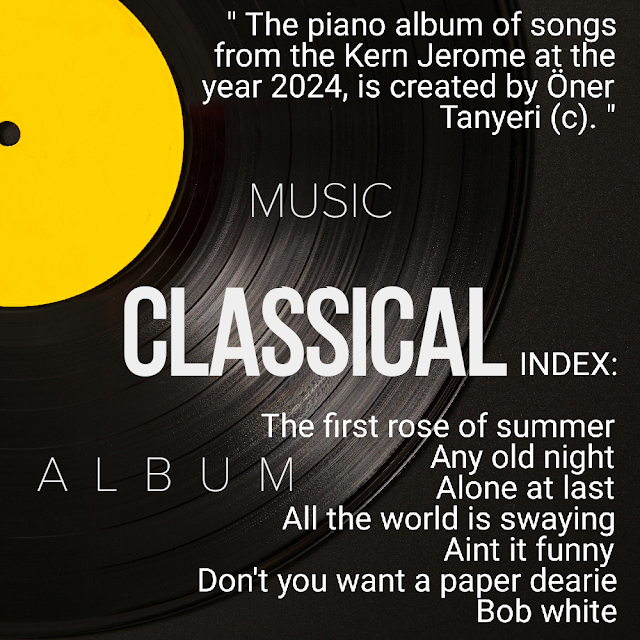 " The piano album of songs
from the Kern Jerome at the
year 2024, is created by Öner
Tanyeri (c). "
MUSIC
CLASSICAL
INDEX:
The first rose of summer
Any old night
ALBUM
Alone at last
All the world is swaying
Aint it funny
Don't you want a paper dearie
Bob white